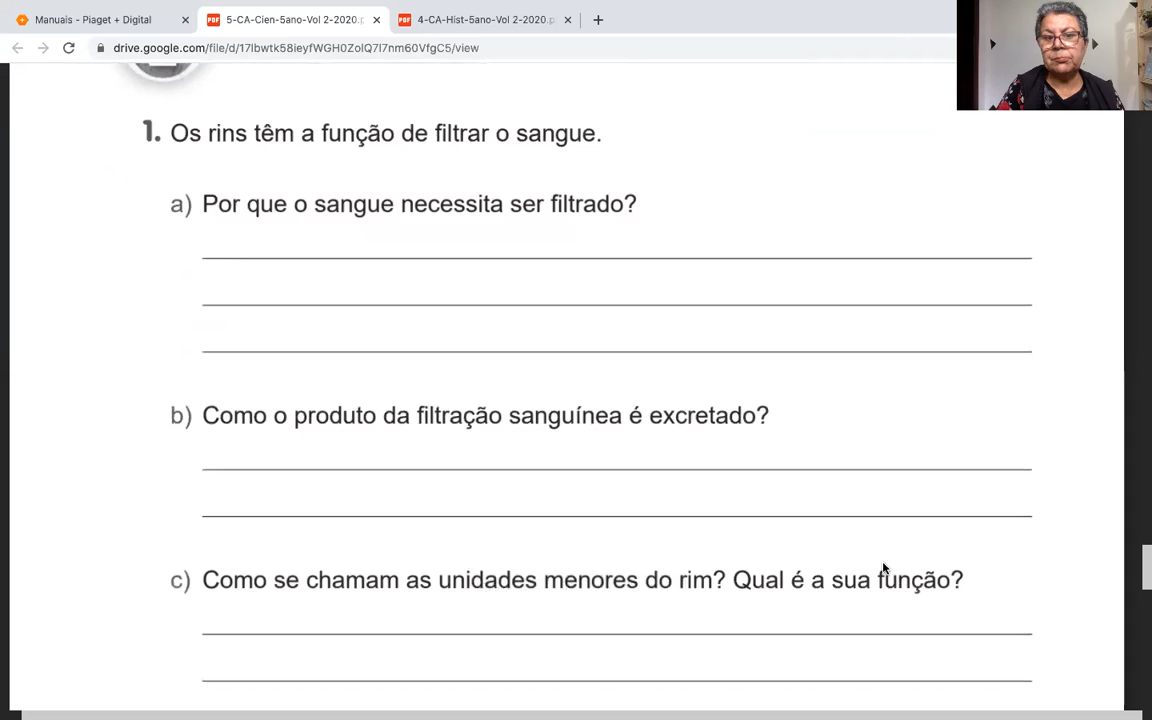 Manuais - Piaget + Digital
PDF 5-CA-Cien-5ano-Vol 2-2020.p
PDF 4-CA-Hist-5ano-Vol 2-2020.p
drive.google.com/file/d/17lbwtk58ieyfWGH0ZolQ7l7nm60VfgC5/view
1. Os rins têm a função de filtrar o sangue.
a) Por que o sangue necessita ser filtrado?
b) Como o produto da filtração sanguínea é excretado?
c) Como se chamam as unidades menores do rim? Qual é a sua função?